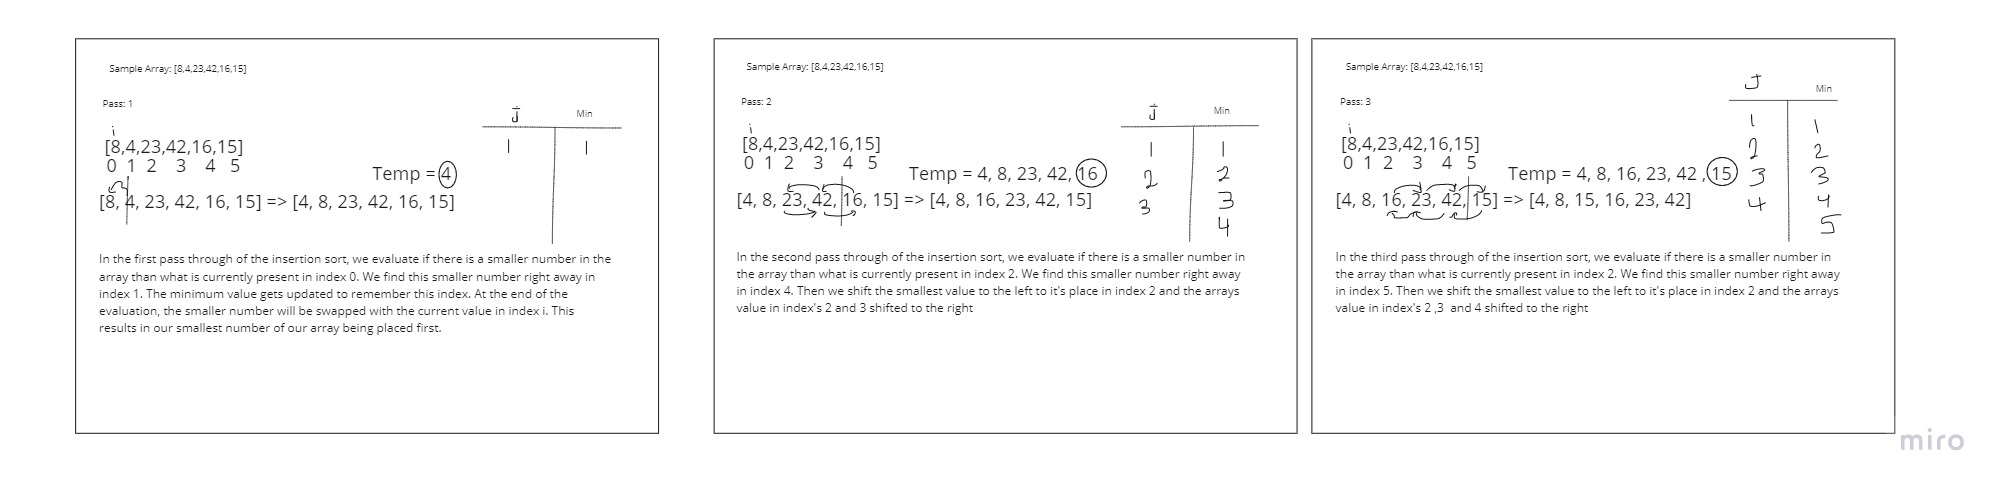 Sample Array: [8,4,23,42,16,15]
Pass: 1
J Min
i
[8,4,23,42,16,15]
0 1 2 3 4 5
1 1
Temp = 4
[8, 4, 23, 42, 16, 15] => [4, 8, 23, 42, 16, 15]
In the first pass through of the insertion sort, we evaluate if there is a smaller number in the
array than what is currently present in index 0. We find this smaller number right away in
index 1. The minimum value gets updated to remember this index. At the end of the
evaluation, the smaller number will be swapped with the current value in index i. This
results in our smallest number of our array being placed first.
Sample Array: [8,4,23,42,16,15]
Pass: 2
J Min
i
[8,4,23,42,16,15]
0 1 2 3 4 5
1 1
2 2
3 3
4
Temp = 4, 8, 23, 42, 16
[4, 8, 23, 42, 16, 15] => [4, 8, 16, 23, 42, 15]
In the second pass through of the insertion sort, we evaluate if there is a smaller number in
the array than what is currently present in index 2. We find this smaller number right away
in index 4. Then we shift the smallest value to the left to it's place in index 2 and the arrays
value in index's 2 and 3 shifted to the right
Sample Array: [8,4,23,42,16,15]
Pass: 3
J Min
i
[8,4,23,42,16,15]
0 1 2 3 4 5
1 1
2 2
3 3
4 4
5
Temp = 4, 8, 16, 23, 42 ,15
[4, 8, 16, 23, 42, 15] => [4, 8, 15, 16, 23, 42]
In the third pass through of the insertion sort, we evaluate if there is a smaller number in
the array than what is currently present in index 2. We find this smaller number right away
in index 5. Then we shift the smallest value to the left to it's place in index 2 and the arrays
value in index's 2 ,3 and 4 shifted to the right
miro